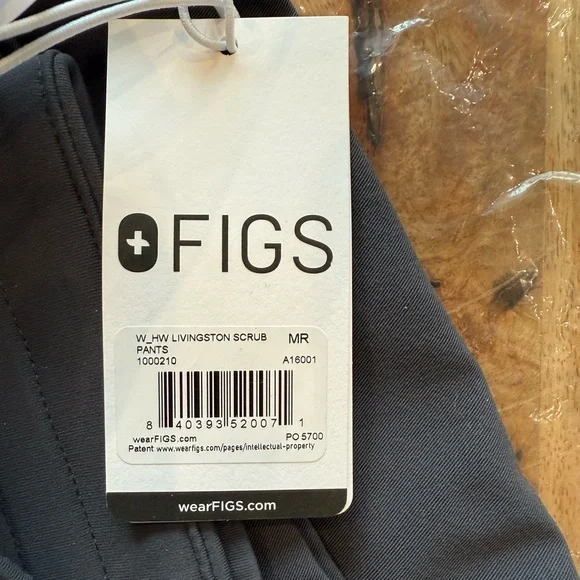 FIGS
W_HW LIVINGSTON SCRUB MR
PANTS
1000210 A16001
8 40393 52007 1
wearFIGS.com PO 5700
Patent www.wearfigs.com/pages/intellectual-property
wearFIGS.com